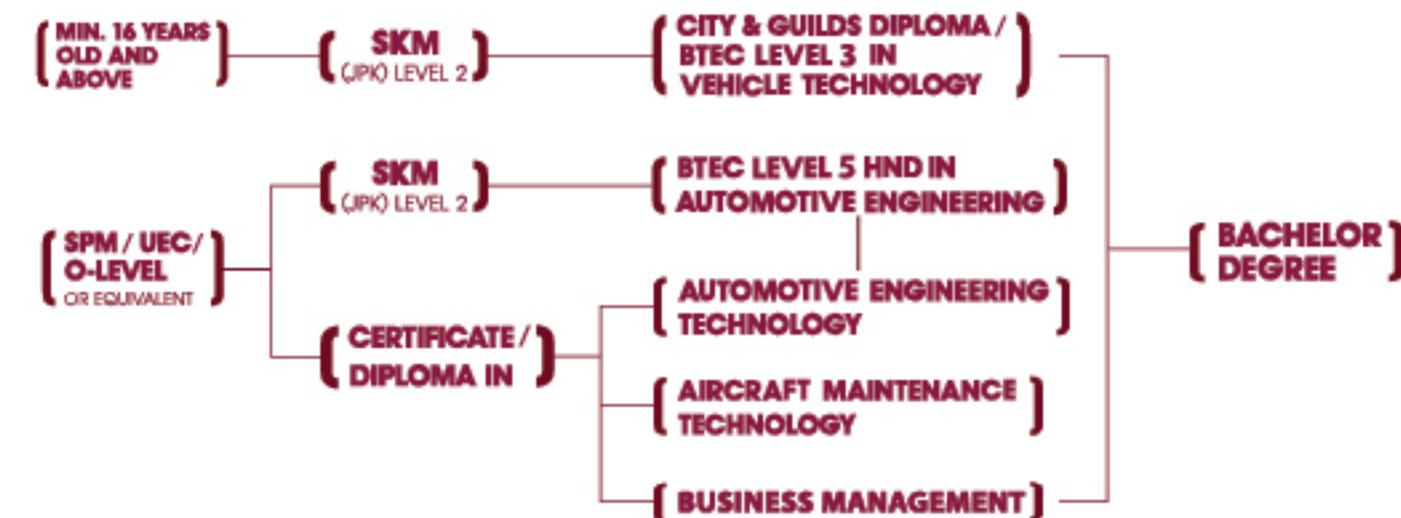 MIN. 16 YEARS
OLD AND
ABOVE
SKM
(JPK) LEVEL 2
CITY & GUILDS DIPLOMA /
BTEC LEVEL 3 IN
VEHICLE TECHNOLOGY
SPM / UEC/
O-LEVEL
OR EQUIVALENT
SKM
(JPK) LEVEL 2
BTEC LEVEL 5 HND IN
AUTOMOTIVE ENGINEERING
CERTIFICATE /
DIPLOMA IN
AUTOMOTIVE ENGINEERING
TECHNOLOGY
AIRCRAFT MAINTENANCE
TECHNOLOGY
BUSINESS MANAGEMENT
BACHELOR
DEGREE